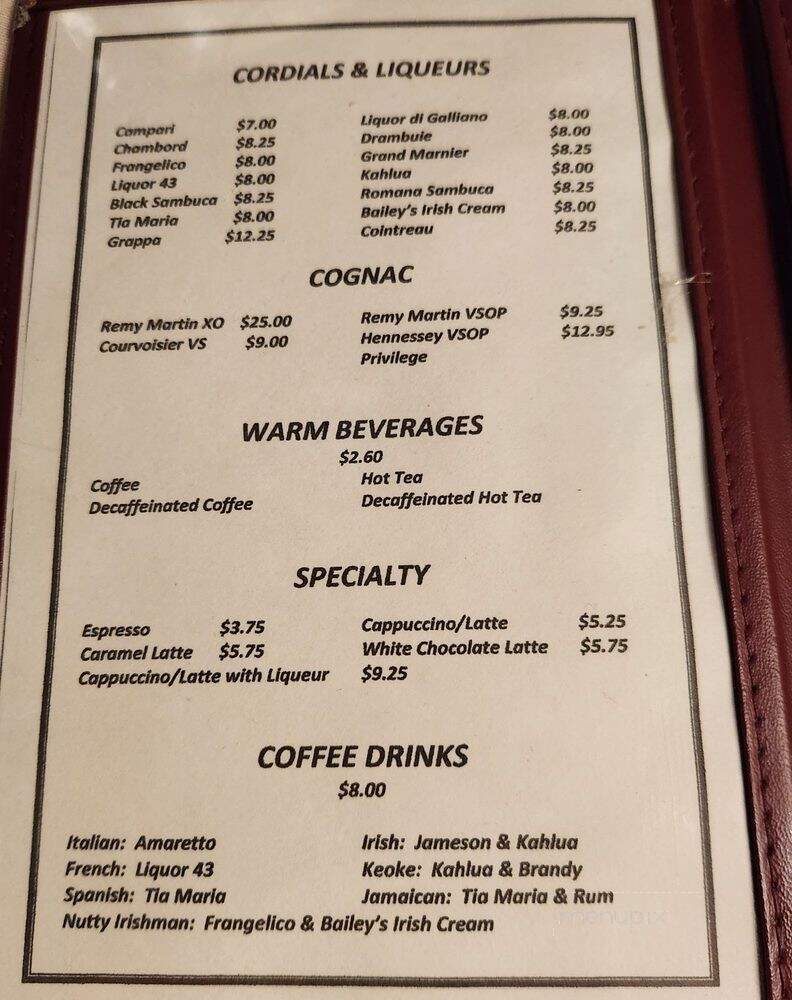 CORDIALS & LIQUEURS
Campari $7.00 Liquor di Galliano $8.00
Chambord $8.25 Drambuie $8.00
Frangelico $8.00 Grand Marnier $8.25
Liquor 43 $8.00 Kahlua $8.00
Black Sambuca $8.25 Romana Sambuca $8.25
Tia Maria $8.00 Bailey's Irish Cream $8.00
Grappa $12.25 Cointreau $8.25
COGNAC
Remy Martin XO $25.00 Remy Martin VSOP $9.25
Courvoisier VS $9.00 Hennessey VSOP $12.95
Privilege
WARM BEVERAGES
$2.60
Coffee Hot Tea
Decaffeinated Coffee Decaffeinated Hot Tea
SPECIALTY
Espresso $3.75 Cappuccino/Latte $5.25
Caramel Latte $5.75 White Chocolate Latte $5.75
Cappuccino/Latte with Liqueur $9.25
COFFEE DRINKS
$8.00
Italian: Amaretto Irish: Jameson & Kahlua
French: Liquor 43 Keoke: Kahlua & Brandy
Spanish: Tia Maria Jamaican: Tia Maria & Rum
Nutty Irishman: Frangelico & Bailey's Irish Cream
menupix